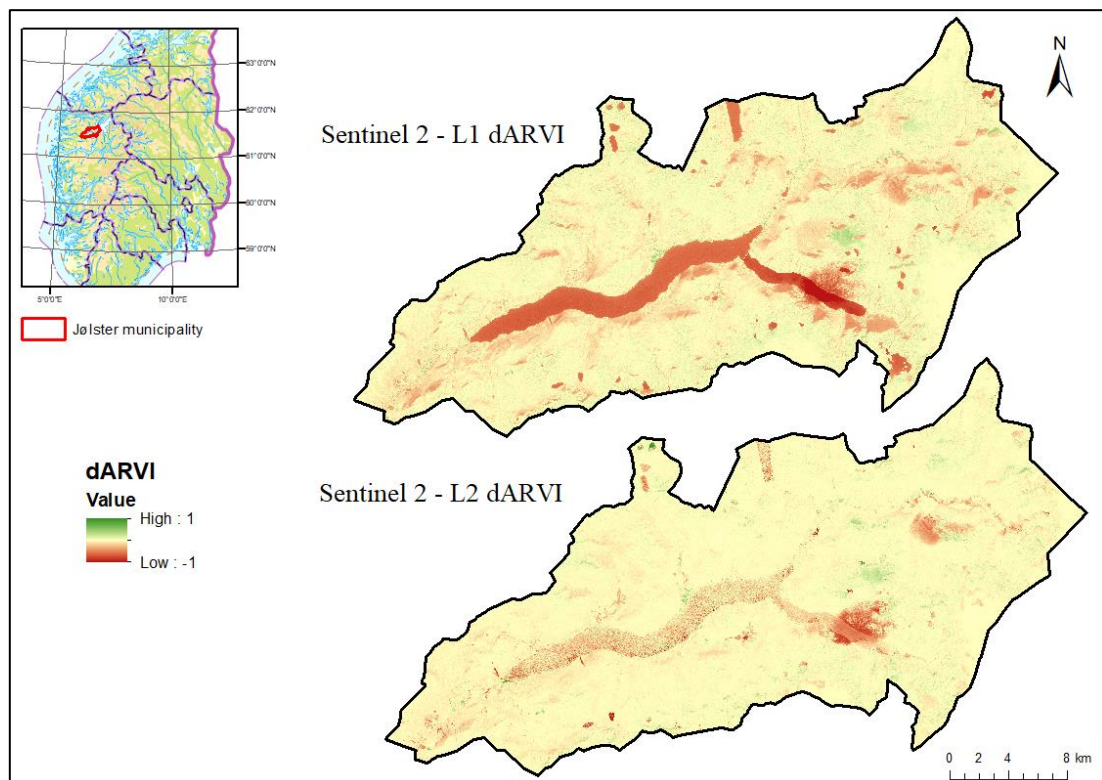 63°0'0"N
62°0'0"N
61°0'0"N
60°0'0"N
59°0'0"N
5°0'0"E
10°0'0"E
Jølster municipality
N
Sentinel 2 - L1 dARVI
Sentinel 2 - L2 dARVI
dARVI
Value
High : 1
Low : -1
0 2 4 8 km